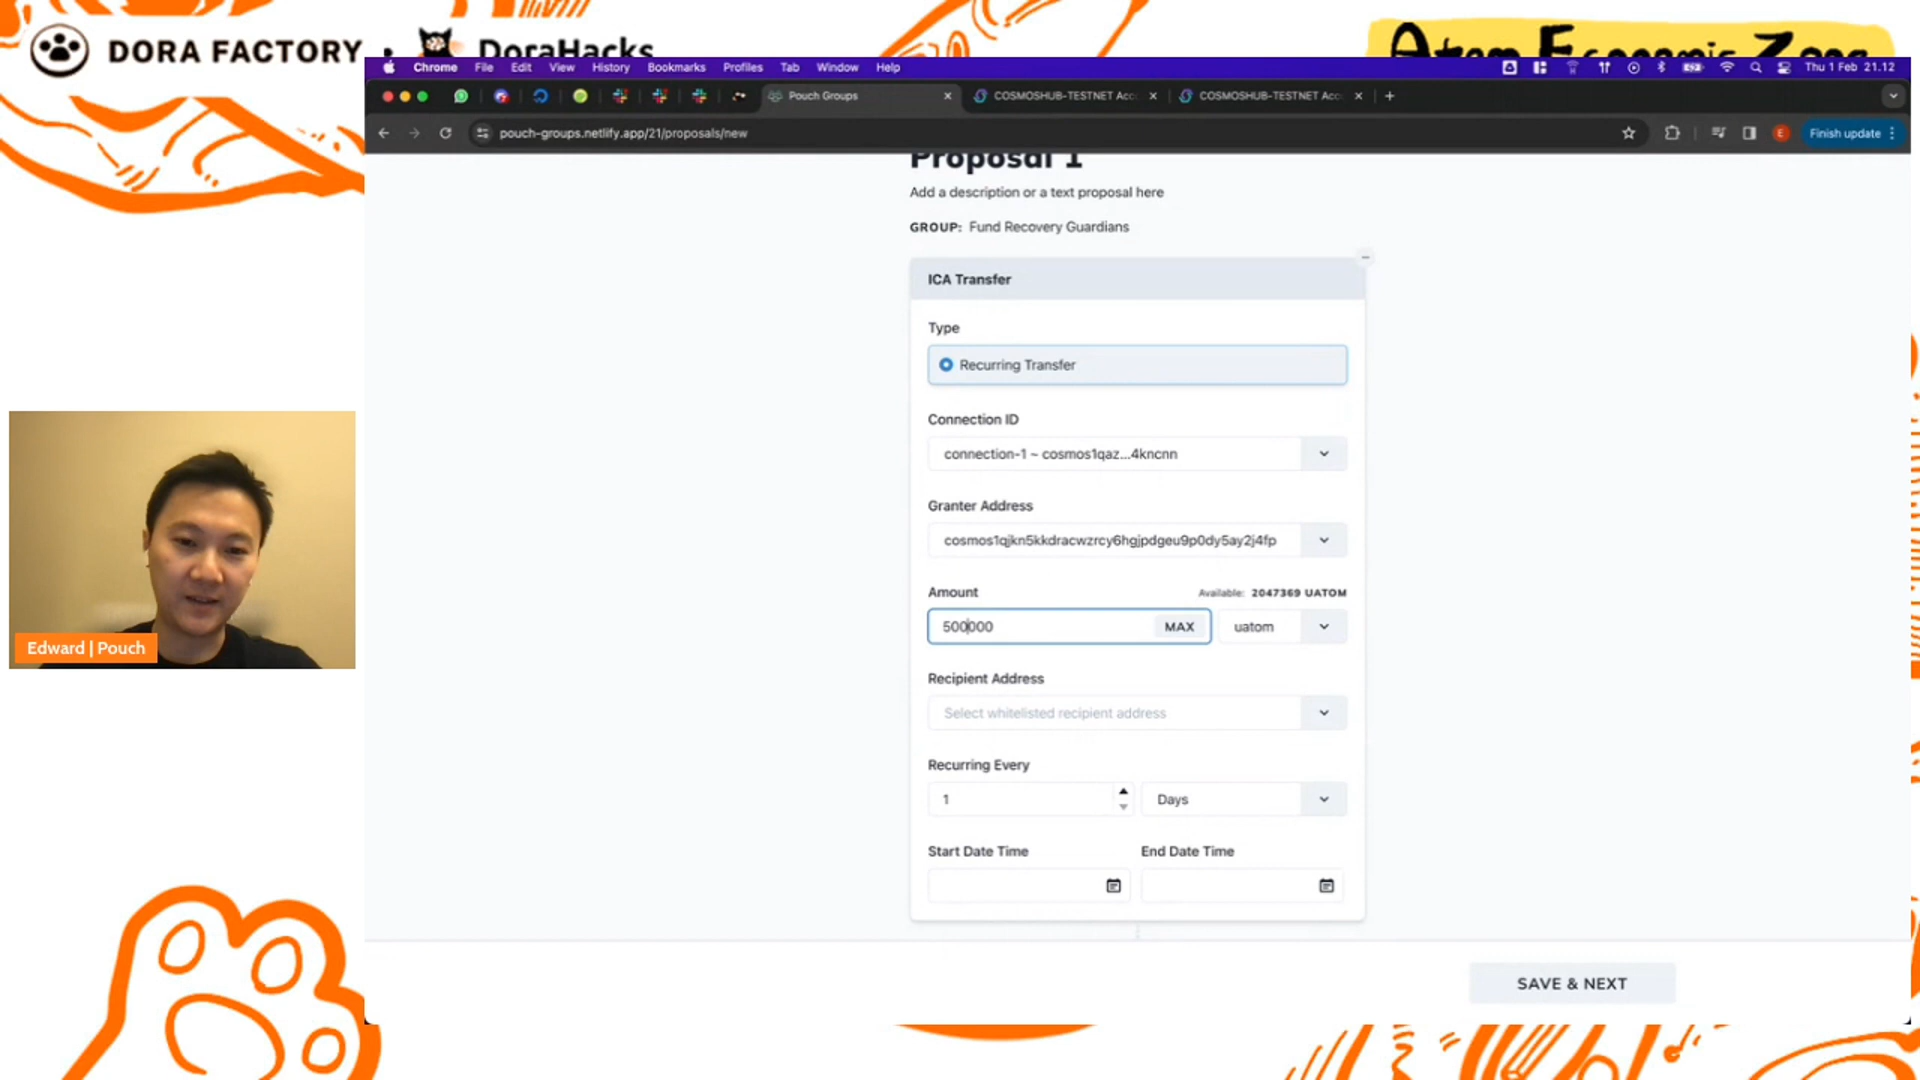 DORA FACTORY
DoraHacks
Atom Economic Zone
Chrome File Edit View History Bookmarks Profiles Tab Window Help
Thu 1 Feb 21.12
Pouch Groups
COSMOSHUB-TESTNET Acc
COSMOSHUB-TESTNET Acc
pouch-groups.netlify.app/21/proposals/new
E
Finish update
Proposal 1
Add a description or a text proposal here
GROUP: Fund Recovery Guardians
ICA Transfer
Type
Recurring Transfer
Connection ID
connection-1 ~ cosmos1qaz...4kncnn
Granter Address
cosmos1qjkn5kkdracwzrcy6hgjpdgeu9p0dy5ay2j4fp
Amount
Available: 2047369 UATOM
500000
MAX
uatom
Recipient Address
Select whitelisted recipient address
Recurring Every
1
Days
Start Date Time
End Date Time
SAVE & NEXT
Edward | Pouch